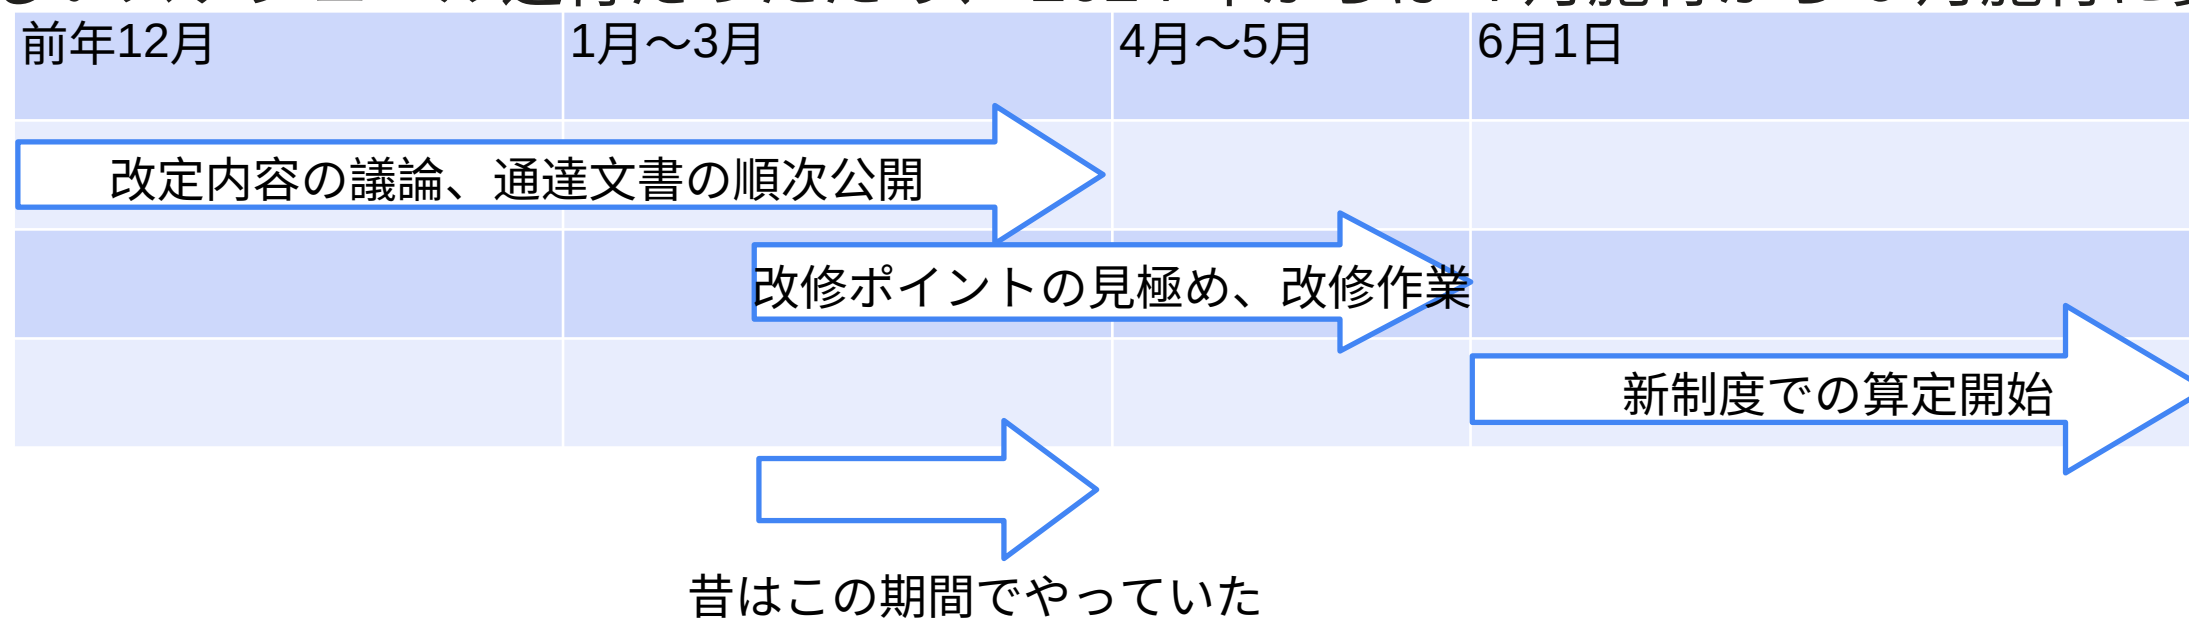 前年12月
1月〜3月
4月〜5月
6月1日
改定内容の議論、通達文書の順次公開
改修ポイントの見極め、改修作業
新制度での算定開始
昔はこの期間でやっていた